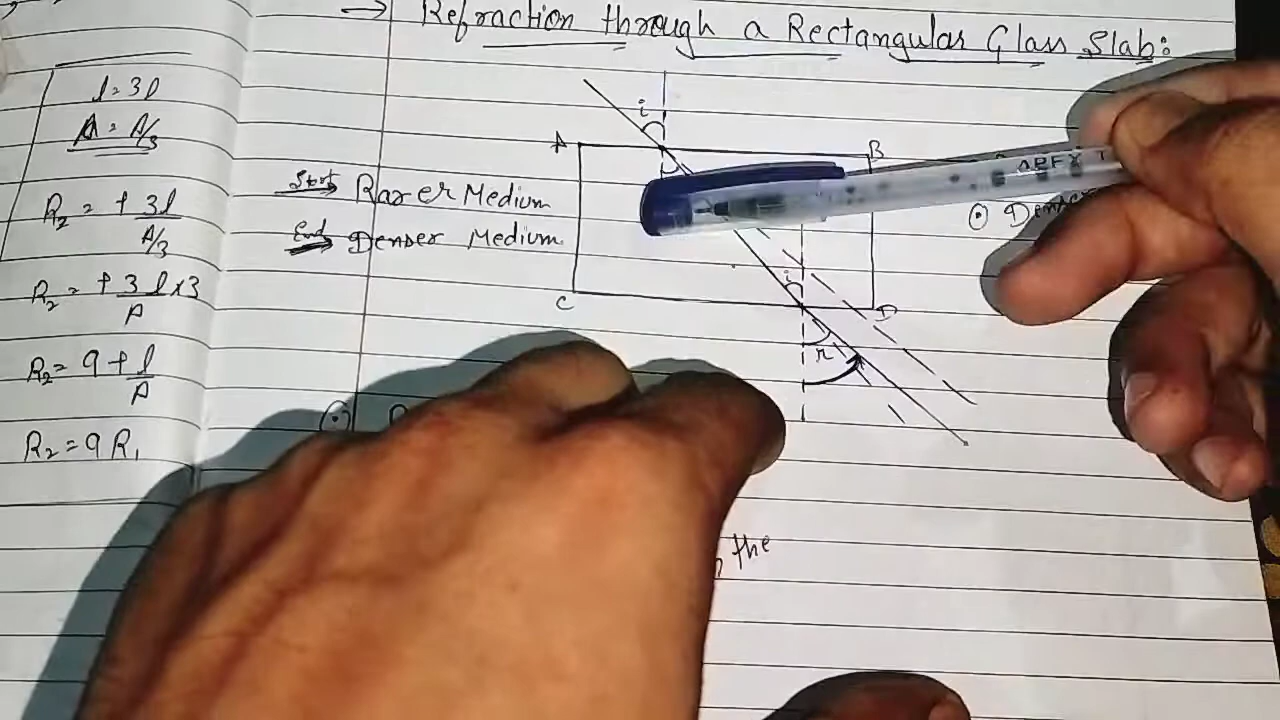 → Refraction through a Rectangular Glass Slab:
l = 3l
A = A/3
R₂ = ρ 3l
A/3
R₂ = ρ 3 l x 3
A
R₂ = 9 ρ l
A
R₂ = 9 R₁
Start Rarer Medium
End Denser Medium
i
A
B
C
D
i
r
the